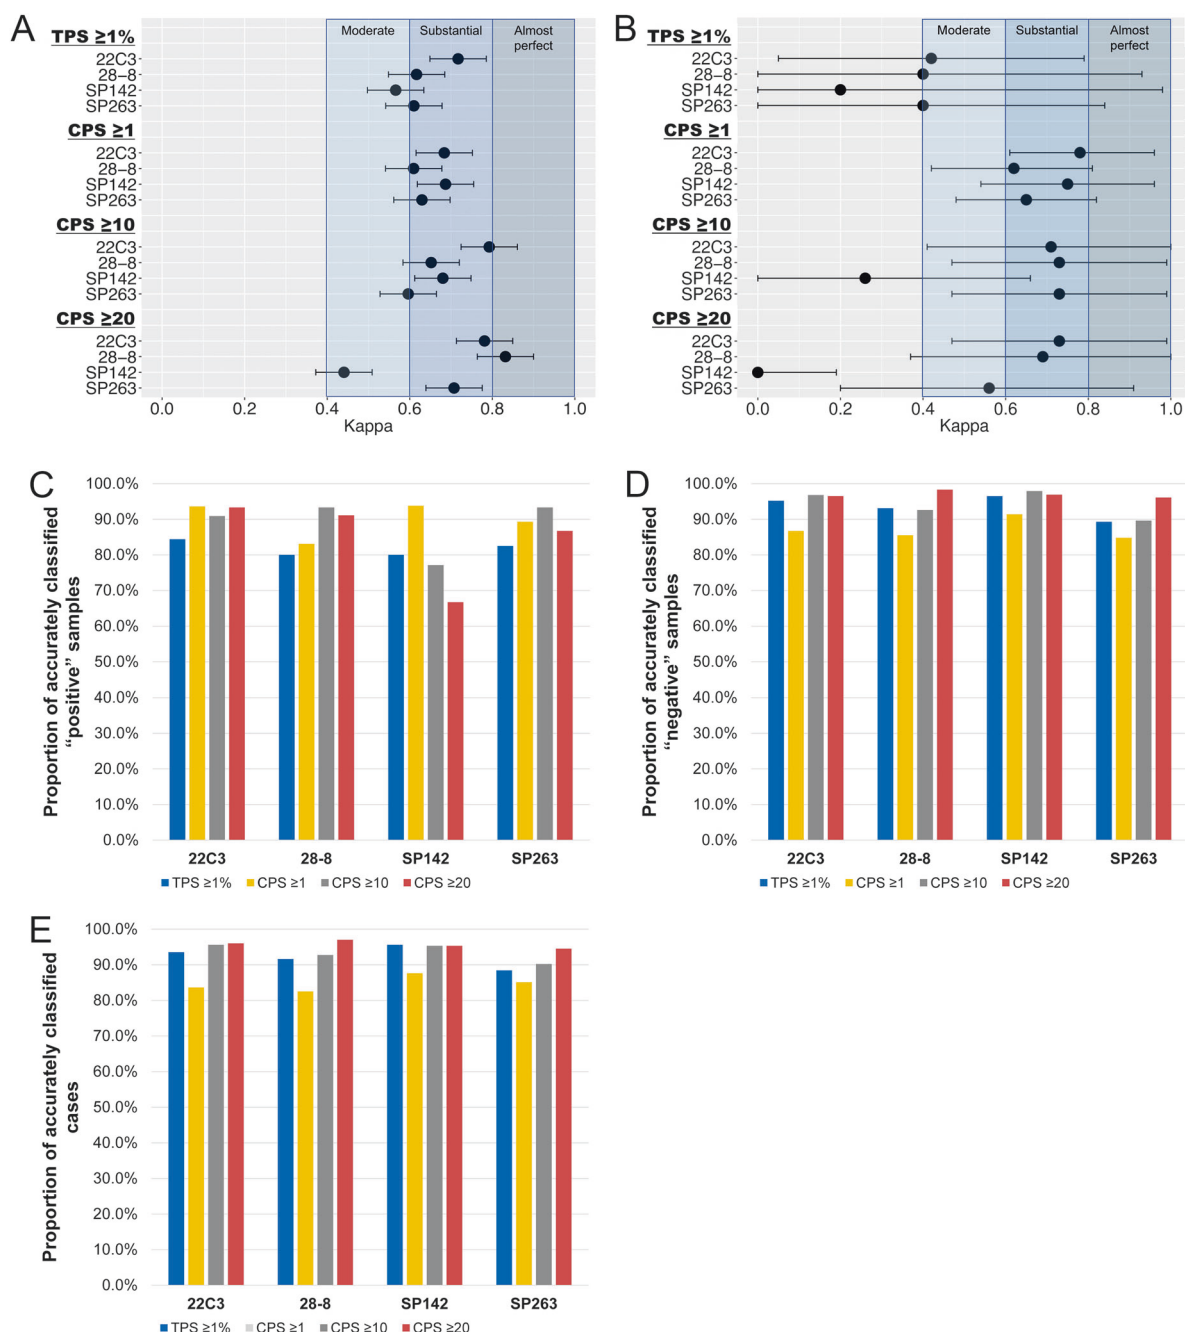 A
Moderate
Substantial
Almost
perfect
TPS ≥1%
22C3
28−8
SP142
SP263
CPS ≥1
22C3
28−8
SP142
SP263
CPS ≥10
22C3
28−8
SP142
SP263
CPS ≥20
22C3
28−8
SP142
SP263
0.0
0.2
0.4
0.6
0.8
1.0
Kappa
B
Moderate
Substantial
Almost
perfect
TPS ≥1%
22C3
28−8
SP142
SP263
CPS ≥1
22C3
28−8
SP142
SP263
CPS ≥10
22C3
28−8
SP142
SP263
CPS ≥20
22C3
28−8
SP142
SP263
0.0
0.2
0.4
0.6
0.8
1.0
Kappa
C
Proportion of accurately classified
“positive” samples
100.0%
90.0%
80.0%
70.0%
60.0%
50.0%
40.0%
30.0%
20.0%
10.0%
0.0%
22C3
28-8
SP142
SP263
TPS ≥1%
CPS ≥1
CPS ≥10
CPS ≥20
D
Proportion of accurately classified
“negative” samples
100.0%
90.0%
80.0%
70.0%
60.0%
50.0%
40.0%
30.0%
20.0%
10.0%
0.0%
22C3
28-8
SP142
SP263
TPS ≥1%
CPS ≥1
CPS ≥10
CPS ≥20
E
Proportion of accurately classified
cases
100.0%
90.0%
80.0%
70.0%
60.0%
50.0%
40.0%
30.0%
20.0%
10.0%
0.0%
22C3
28-8
SP142
SP263
TPS ≥1%
CPS ≥1
CPS ≥10
CPS ≥20